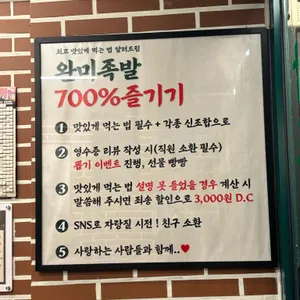 최고 맛있게 먹는 법 알려드림
완미족발
700%즐기기
1 맛있게 먹는 법 필수 + 각종 신조합으로
2 영수증 리뷰 작성 시(직원 소환 필수)
뽑기 이벤트 진행, 선물 빵빵
3 맛있게 먹는 법 설명 못 들었을 경우 계산 시
말씀해 주시면 죄송 할인으로 3,000원 D.C
4 SNS로 자랑질 시전! 친구 소환
5 사랑하는 사람들과 함께..♥